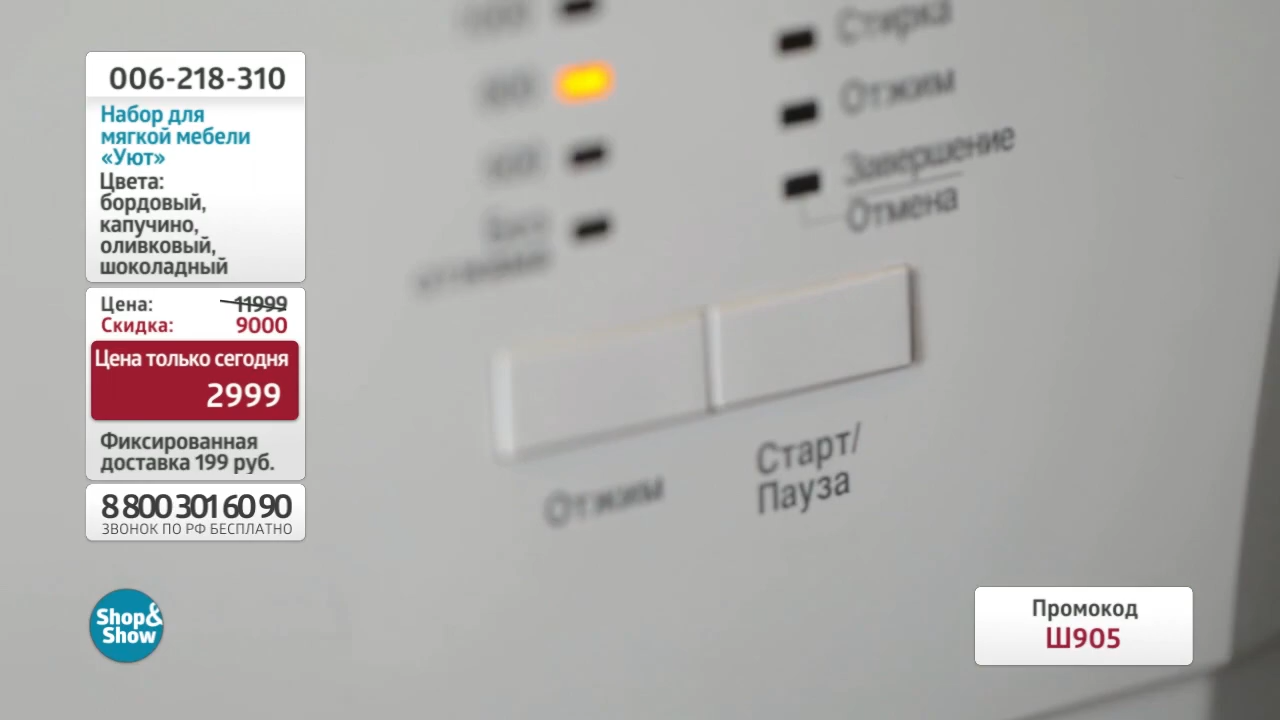 006-218-310
Набор для
мягкой мебели
«Уют»
Цвета:
бордовый,
капучино,
оливковый,
шоколадный
Цена: 11999
Скидка: 9000
Цена только сегодня
2999
Фиксированная
доставка 199 руб.
8 800 301 60 90
ЗВОНОК ПО РФ БЕСПЛАТНО
Shop&
Show
Стирка
Отжим
Завершение
Отмена
Отжим
Старт/
Пауза
Промокод
Ш905